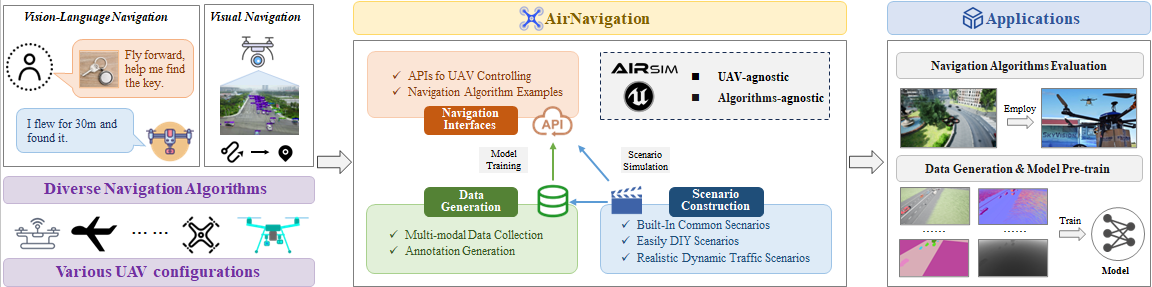 Vision-Language Navigation
Fly forward,
help me find
the key.
I flew for 30m and
found it.
Visual Navigation
Diverse Navigation Algorithms
... ...
Various UAV configurations
AirNavigation
APIs fo UAV Controlling
Navigation Algorithm Examples
Navigation
Interfaces
API
AIRSIM
UAV-agnostic
Algorithms-agnostic
Model
Training
Scenario
Simulation
Data
Generation
Multi-modal Data Collection
Annotation Generation
Scenario
Construction
Built-In Common Secnarios
Easily DIY Scenarios
Realistic Dynamic Traffic Scenarios
Applications
Navigation Algorithms Evaluation
Employ
Data Generation & Model Pre-train
...... ......
Train
Model